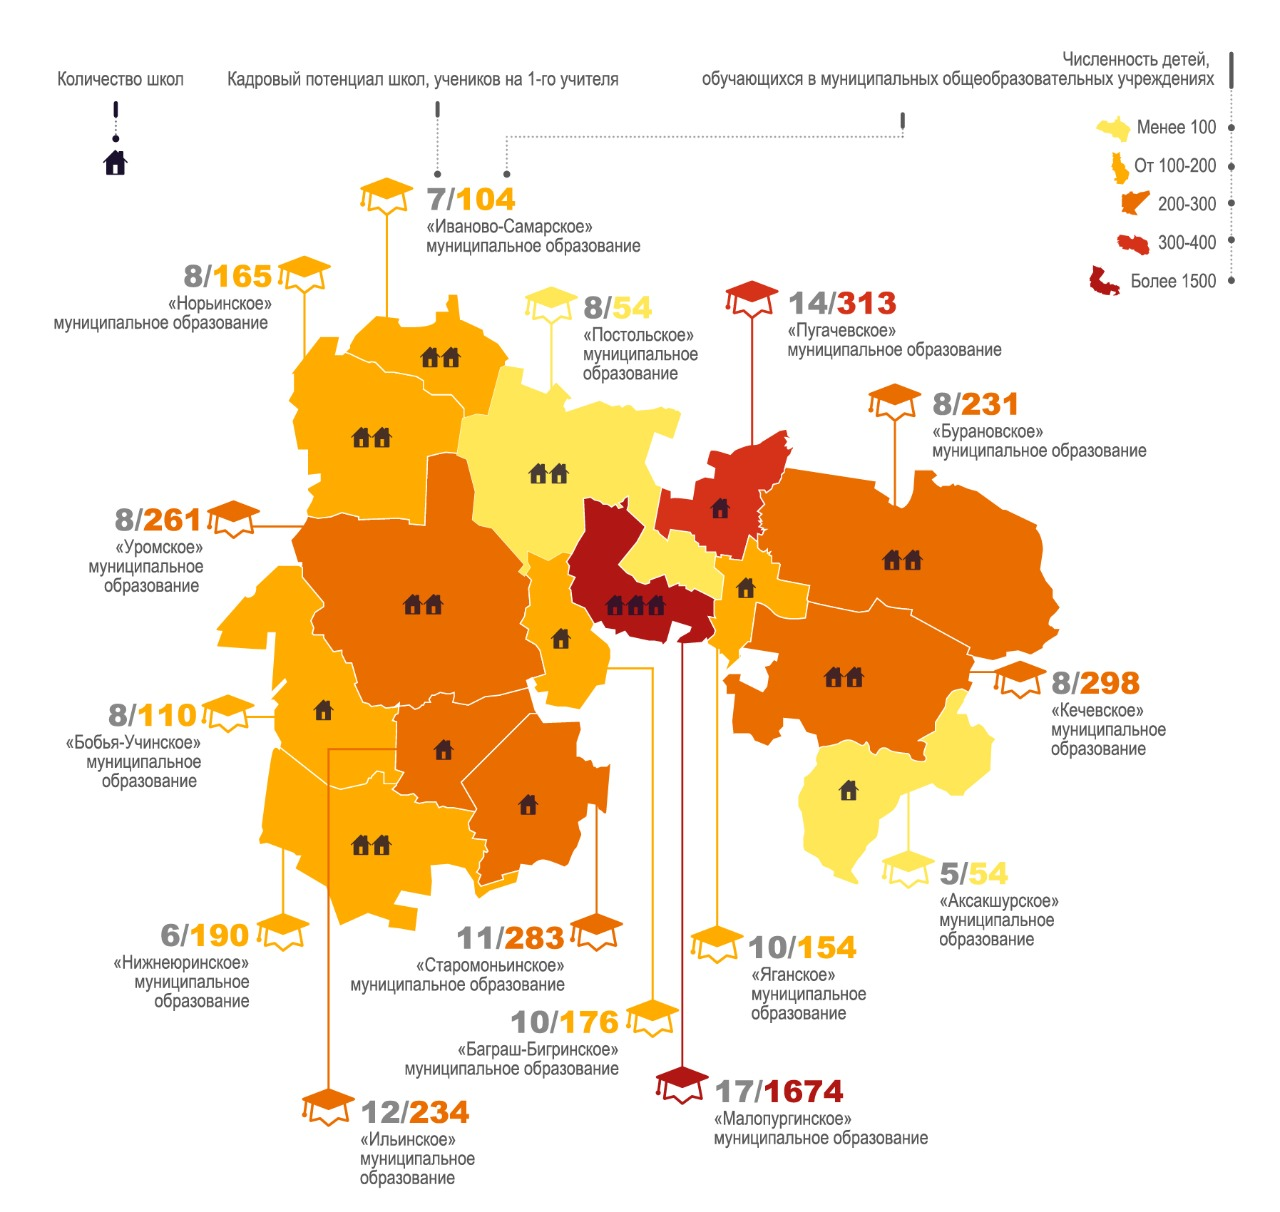 Количество школ
Кадровый потенциал школ, учеников на 1-го учителя
Численность детей,
обучающихся в муниципальных общеобразовательных учреждениях
Менее 100
От 100-200
200-300
300-400
Более 1500
7/104
«Иваново-Самарское»
муниципальное образование
8/165
«Норьинское»
муниципальное образование
8/54
«Постольское»
муниципальное
образование
14/313
«Пугачевское»
муниципальное образование
8/231
«Бурановское»
муниципальное образование
8/261
«Уромское»
муниципальное
образование
8/298
«Кечевское»
муниципальное
образование
8/110
«Бобья-Учинское»
муниципальное
образование
5/54
«Аксакшурское»
муниципальное
образование
6/190
«Нижнеюринское»
муниципальное
образование
11/283
«Старомоньинское»
муниципальное образование
10/154
«Яганское»
муниципальное
образование
10/176
«Баграш-Бигринское»
муниципальное образование
17/1674
«Малопургинское»
муниципальное образование
12/234
«Ильинское»
муниципальное
образование